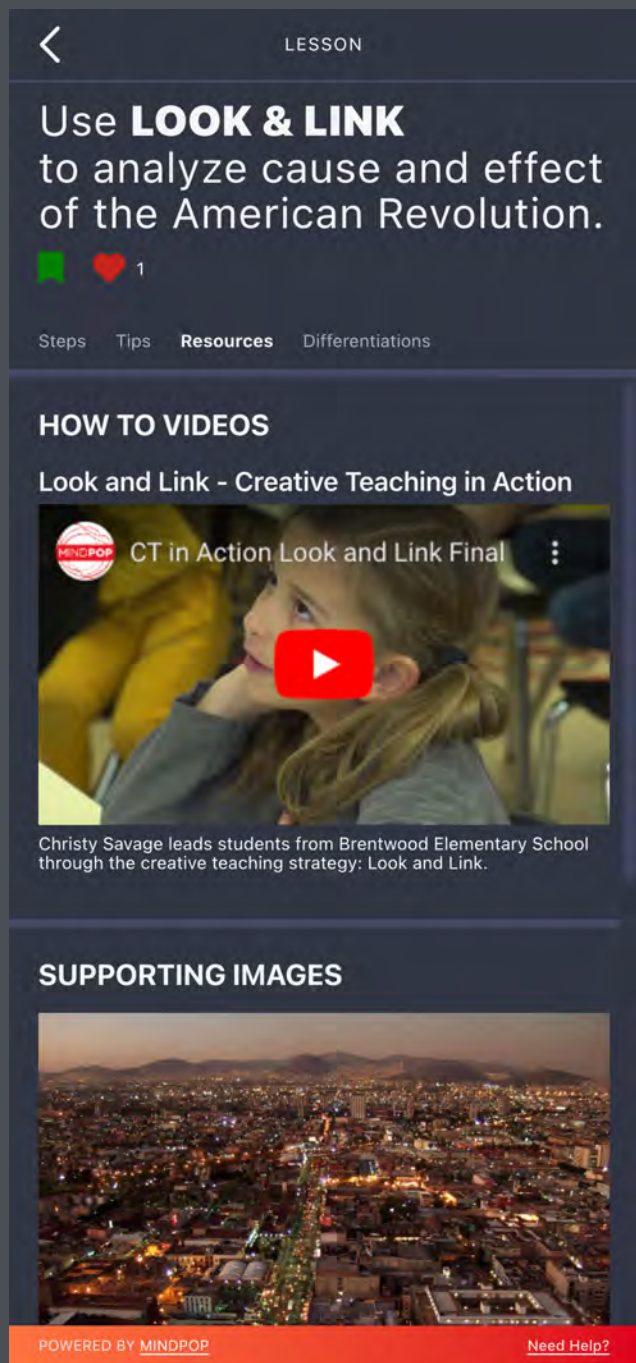 LESSON
Use LOOK & LINK
to analyze cause and effect
of the American Revolution.
1
Steps Tips Resources Differentiations
HOW TO VIDEOS
Look and Link - Creative Teaching in Action
MINDPOP CT in Action Look and Link Final
Christy Savage leads students from Brentwood Elementary School
through the creative teaching strategy: Look and Link.
SUPPORTING IMAGES
POWERED BY MINDPOP Need Help?